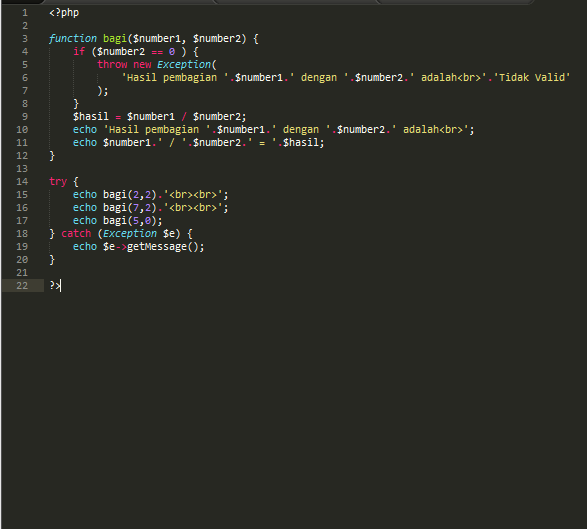 1 <?php
2
3 function bagi($number1, $number2) {
4     if ($number2 == 0 ) {
5         throw new Exception(
6             'Hasil pembagian '.$number1.' dengan '.$number2.' adalah<br>'.'Tidak Valid'
7         );
8     }
9     $hasil = $number1 / $number2;
10     echo 'Hasil pembagian '.$number1.' dengan '.$number2.' adalah<br>';
11     echo $number1.' / '.$number2.' = '.$hasil;
12 }
13
14 try {
15     echo bagi(2,2).'<br><br>';
16     echo bagi(7,2).'<br><br>';
17     echo bagi(5,0);
18 } catch (Exception $e) {
19     echo $e->getMessage();
20 }
21
22 ?>